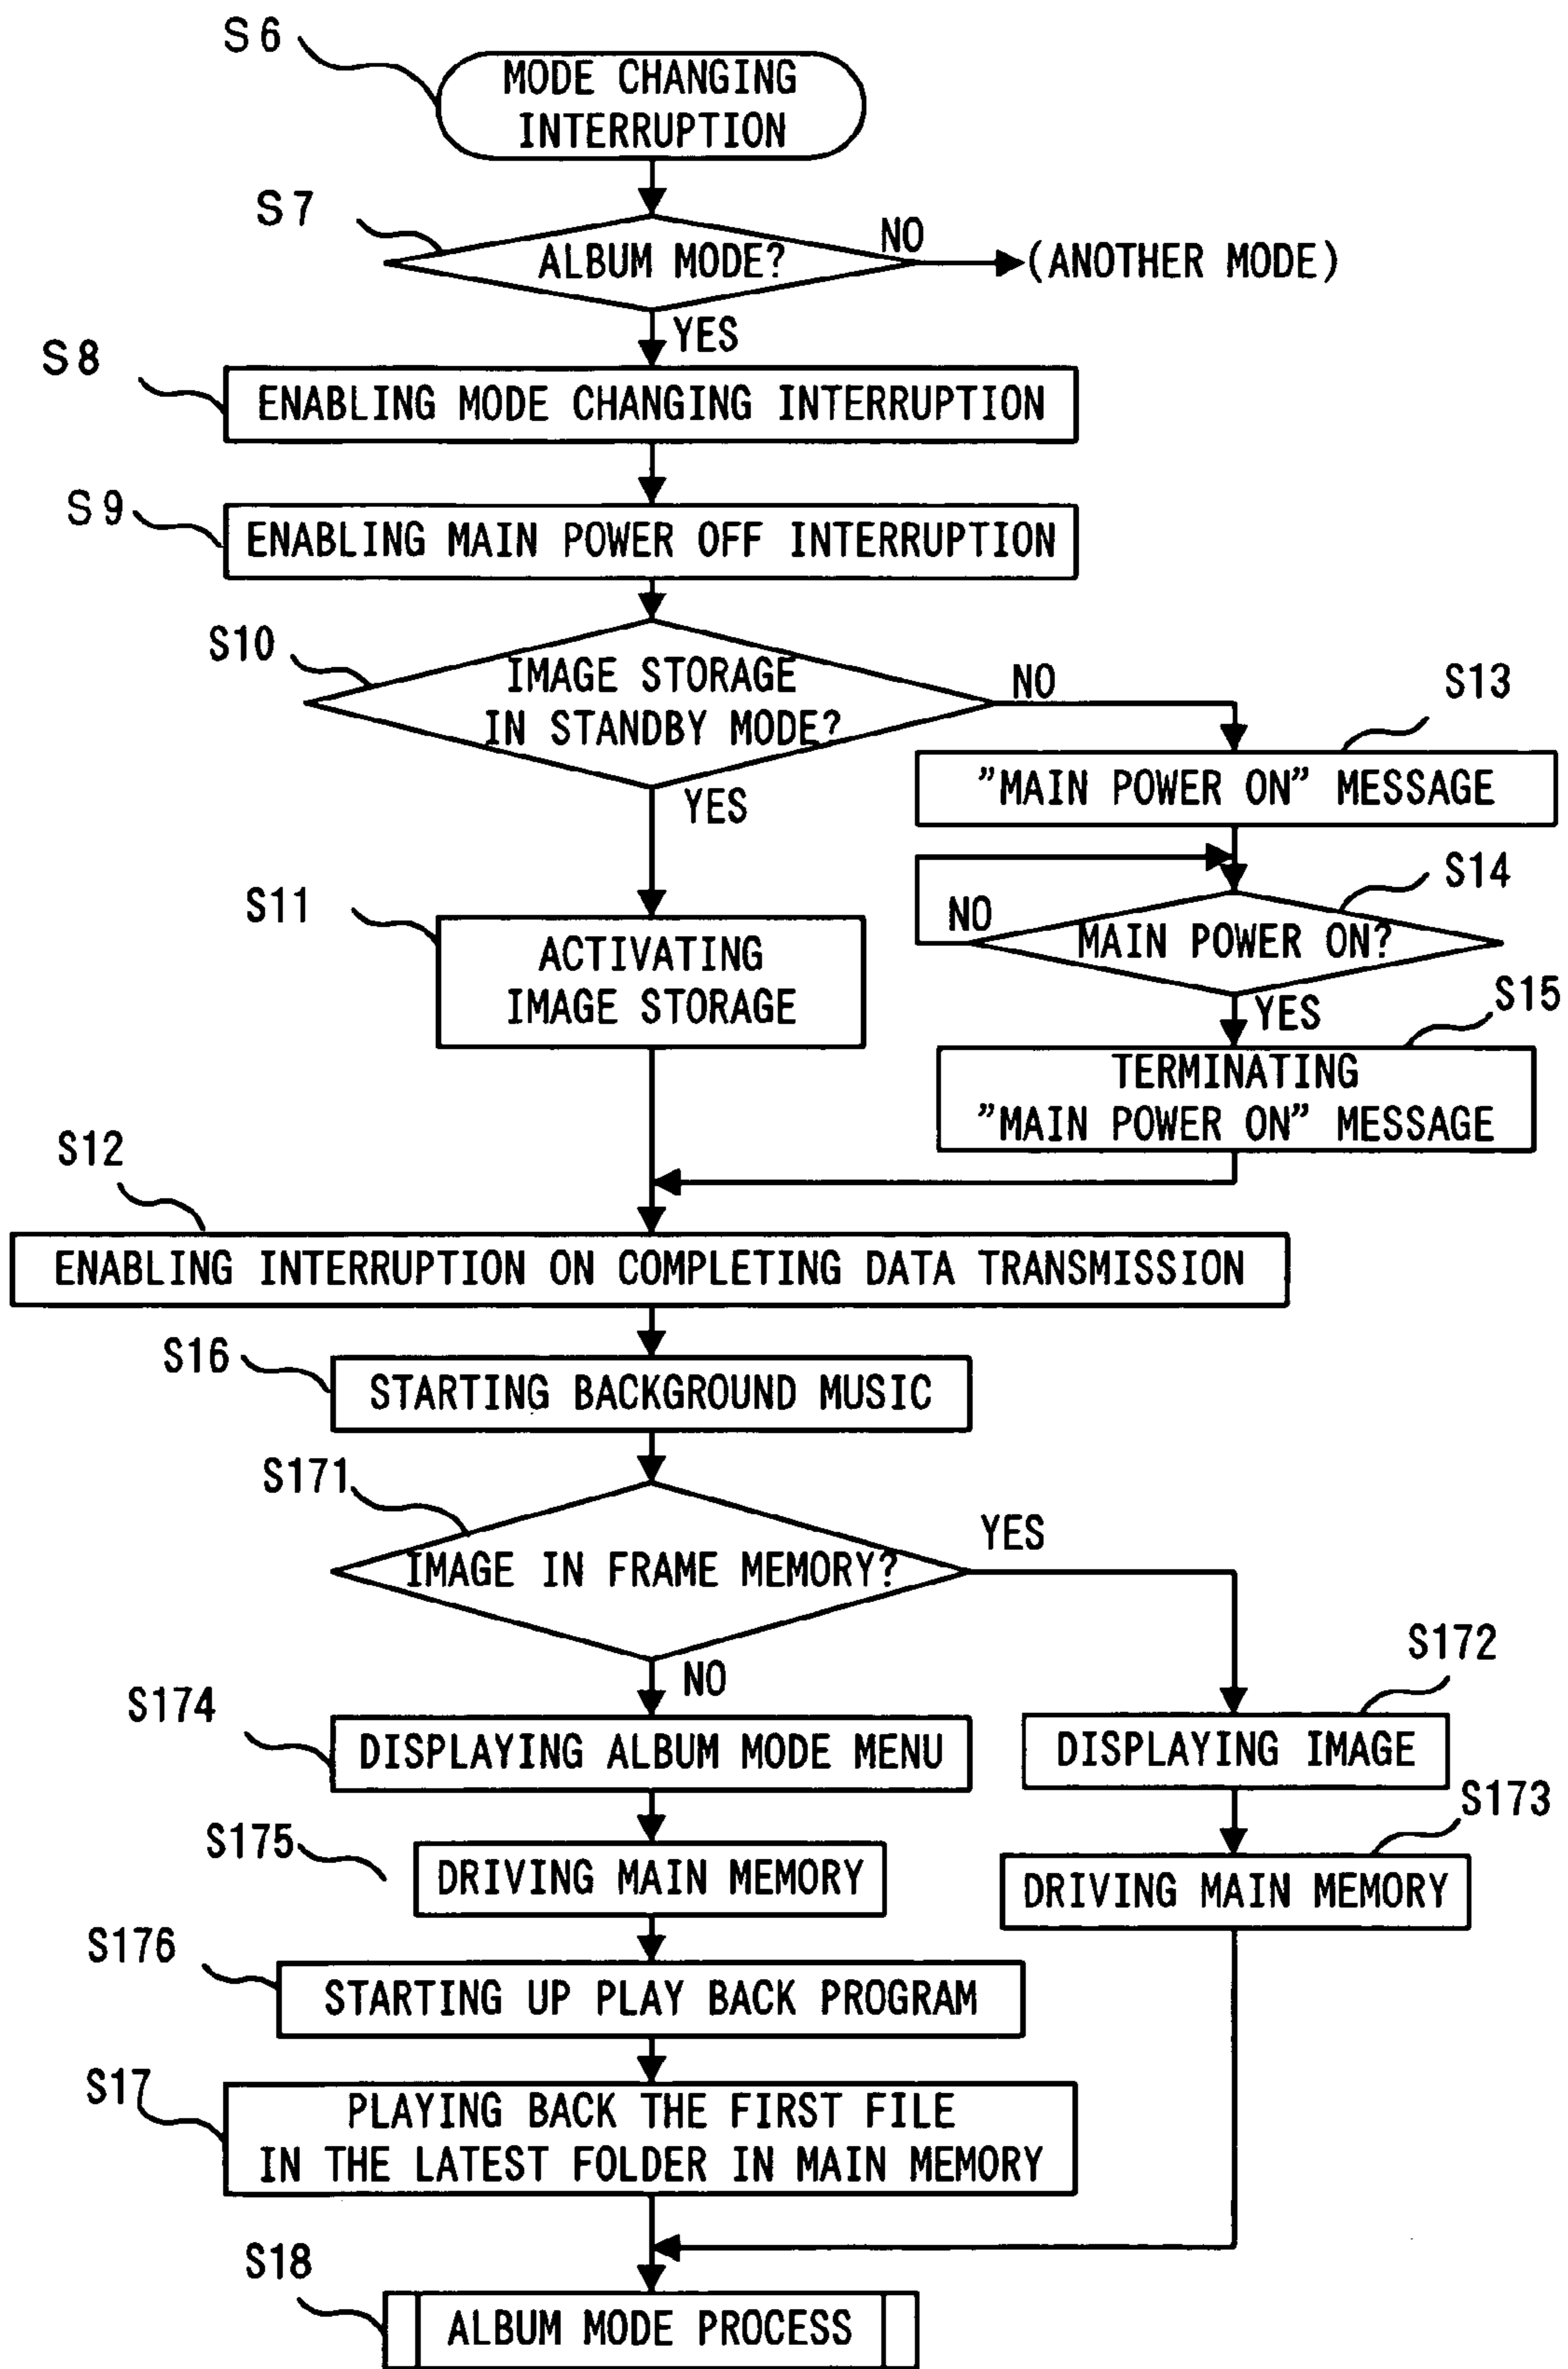 S6
MODE CHANGING
INTERRUPTION
S7
ALBUM MODE?
NO
(ANOTHER MODE)
YES
S8
ENABLING MODE CHANGING INTERRUPTION
S9
ENABLING MAIN POWER OFF INTERRUPTION
S10
IMAGE STORAGE
IN STANDBY MODE?
NO
YES
S13
"MAIN POWER ON" MESSAGE
S14
MAIN POWER ON?
NO
YES
S11
ACTIVATING
IMAGE STORAGE
S15
TERMINATING
"MAIN POWER ON" MESSAGE
S12
ENABLING INTERRUPTION ON COMPLETING DATA TRANSMISSION
S16
STARTING BACKGROUND MUSIC
S171
IMAGE IN FRAME MEMORY?
YES
NO
S172
DISPLAYING IMAGE
S173
DRIVING MAIN MEMORY
S174
DISPLAYING ALBUM MODE MENU
S175
DRIVING MAIN MEMORY
S176
STARTING UP PLAY BACK PROGRAM
S17
PLAYING BACK THE FIRST FILE
IN THE LATEST FOLDER IN MAIN MEMORY
S18
ALBUM MODE PROCESS